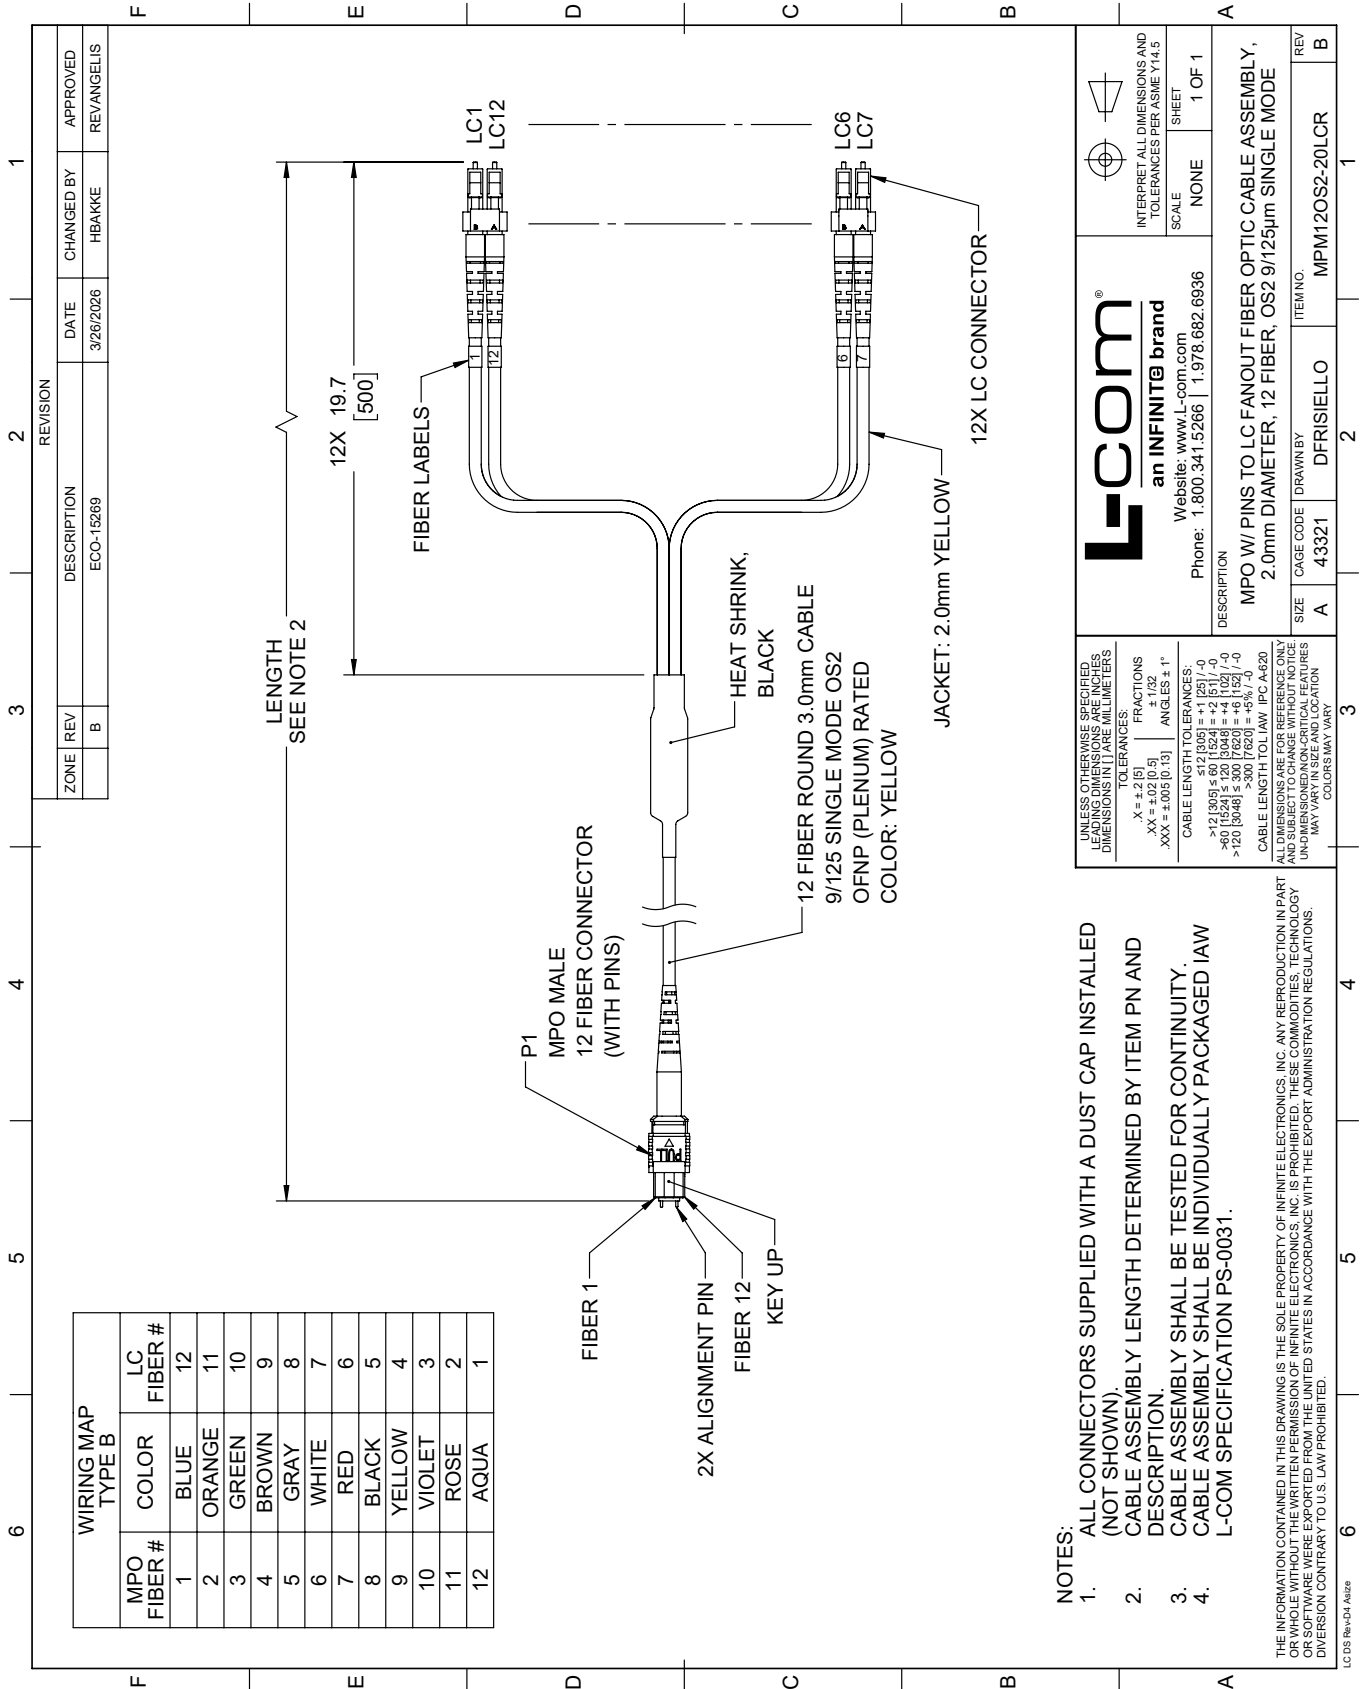 6
5
4
3
2
1
F
E
D
C
B
A
REVISION
ZONE REV DESCRIPTION DATE CHANGED BY APPROVED
B ECO-15269 3/26/2026 HBAKKE REVANGELIS
WIRING MAP
TYPE B
MPO FIBER # COLOR LC FIBER #
1 BLUE 12
2 ORANGE 11
3 GREEN 10
4 BROWN 9
5 GRAY 8
6 WHITE 7
7 RED 6
8 BLACK 5
9 YELLOW 4
10 VIOLET 3
11 ROSE 2
12 AQUA 1
LENGTH
SEE NOTE 2
12X 19.7
[500]
FIBER LABELS
LC1
LC12
B
A
1
12
P1
MPO MALE
12 FIBER CONNECTOR
(WITH PINS)
FIBER 1
2X ALIGNMENT PIN
FIBER 12
KEY UP
PULL
HEAT SHRINK,
BLACK
12 FIBER ROUND 3.0mm CABLE
9/125 SINGLE MODE OS2
OFNP (PLENUM) RATED
COLOR: YELLOW
LC6
LC7
B
A
6
7
JACKET: 2.0mm YELLOW
12X LC CONNECTOR
NOTES:
1. ALL CONNECTORS SUPPLIED WITH A DUST CAP INSTALLED
(NOT SHOWN).
2. CABLE ASSEMBLY LENGTH DETERMINED BY ITEM PN AND
DESCRIPTION.
3. CABLE ASSEMBLY SHALL BE TESTED FOR CONTINUITY.
4. CABLE ASSEMBLY SHALL BE INDIVIDUALLY PACKAGED IAW
L-COM SPECIFICATION PS-0031.
THE INFORMATION CONTAINED IN THIS DRAWING IS THE SOLE PROPERTY OF INFINITE ELECTRONICS, INC. ANY REPRODUCTION IN PART
OR WHOLE WITHOUT THE WRITTEN PERMISSION OF INFINITE ELECTRONICS, INC. IS PROHIBITED. THESE COMMODITIES, TECHNOLOGY
OR SOFTWARE WERE EXPORTED FROM THE UNITED STATES IN ACCORDANCE WITH THE EXPORT ADMINISTRATION REGULATIONS.
DIVERSION CONTRARY TO U.S. LAW PROHIBITED.
UNLESS OTHERWISE SPECIFIED
LEADING DIMENSIONS ARE INCHES
DIMENSIONS IN [ ] ARE MILLIMETERS
TOLERANCES:
.X = ±.2 [5] FRACTIONS
.XX = ±.02 [0.5] ± 1/32
.XXX = ±.005 [0.13] ANGLES ± 1°
CABLE LENGTH TOLERANCES:
≤12 [305] = +1 [25] / -0
>12 [305] ≤ 60 [1524] = +2 [51] / -0
>60 [1524] ≤ 120 [3048] = +4 [102] / -0
>120 [3048] ≤ 300 [7620] = +6 [152] / -0
>300 [7620] = +5% / -0
CABLE LENGTH TOL IAW IPC A-620
ALL DIMENSIONS ARE FOR REFERENCE ONLY
AND SUBJECT TO CHANGE WITHOUT NOTICE.
UN-DIMENSIONED/NON-CRITICAL FEATURES
MAY VARY IN SIZE AND LOCATION
COLORS MAY VARY
L-com®
an INFINITE brand
Website: www.L-com.com
Phone: 1.800.341.5266 | 1.978.682.6936
INTERPRET ALL DIMENSIONS AND
TOLERANCES PER ASME Y14.5
SCALE NONE
SHEET 1 OF 1
DESCRIPTION
MPO W/ PINS TO LC FANOUT FIBER OPTIC CABLE ASSEMBLY,
2.0mm DIAMETER, 12 FIBER, OS2 9/125µm SINGLE MODE
SIZE A
CAGE CODE 43321
DRAWN BY DFRISIELLO
ITEM NO. MPM12OS2-20LCR
REV B
LC DS Rev-D4 Asize
6
5
4
3
2
1
F
E
D
C
B
A